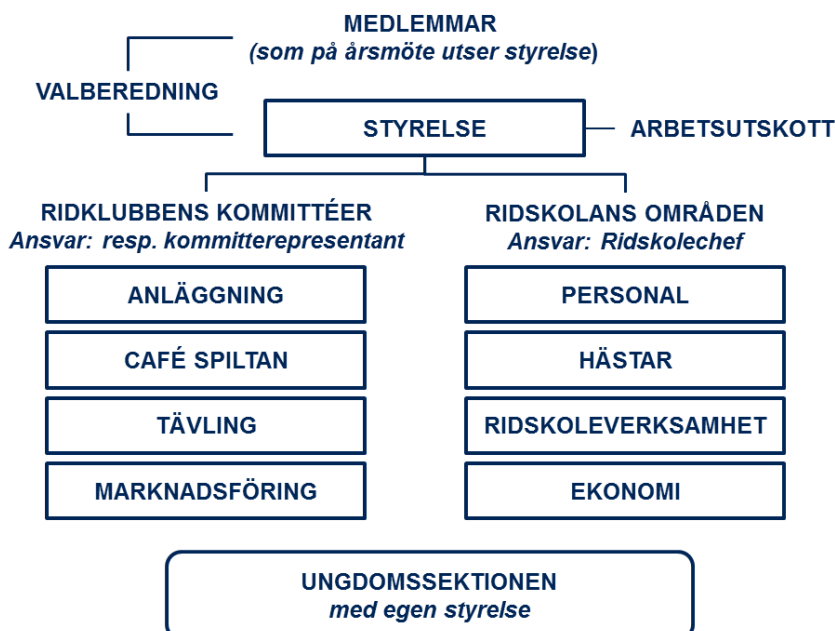 MEDLEMMAR
(som på årsmöte utser styrelse)
VALBEREDNING
STYRELSE
ARBETSUTSKOTT
RIDKLUBBENS KOMMITTÉER
Ansvar: resp. kommitterepresentant
ANLÄGGNING
CAFÉ SPILTAN
TÄVLING
MARKNADSFÖRING
RIDSKOLANS OMRÅDEN
Ansvar: Ridskolechef
PERSONAL
HÄSTAR
RIDSKOLEVERKSAMHET
EKONOMI
UNGDOMSSEKTIONEN
med egen styrelse